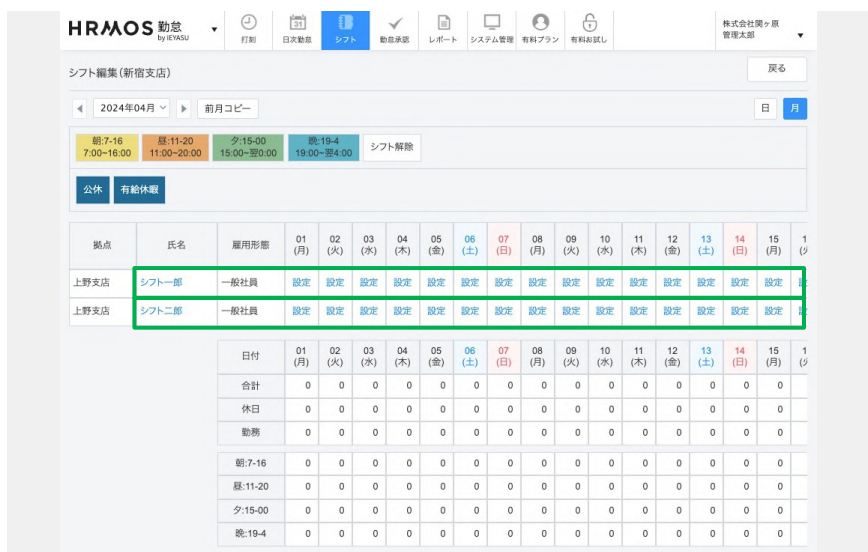 HRMOS 勤怠 by IEYASU
打刻 日次勤怠 シフト 勤怠承認 レポート システム管理 有料プラン 有料お試し
31
株式会社関ヶ原
管理太郎
シフト編集(新宿支店) 戻る
2024年04月 前月コピー 日 月
朝:7-16 昼:11-20 夕:15-00 晩:19-4 シフト解除
7:00~16:00 11:00~20:00 15:00~翌0:00 19:00~翌4:00
公休 有給休暇
拠点 氏名 雇用形態 01 02 03 04 05 06 07 08 09 10 11 12 13 14 15 1
(月) (火) (水) (木) (金) (土) (日) (月) (火) (水) (木) (金) (土) (日) (月)
上野支店 シフト一郎 一般社員 設定 設定 設定 設定 設定 設定 設定 設定 設定 設定 設定 設定 設定 設定 設定
上野支店 シフト二郎 一般社員 設定 設定 設定 設定 設定 設定 設定 設定 設定 設定 設定 設定 設定 設定 設定
日付 01 02 03 04 05 06 07 08 09 10 11 12 13 14 15 1
(月) (火) (水) (木) (金) (土) (日) (月) (火) (水) (木) (金) (土) (日) (月)
合計 0 0 0 0 0 0 0 0 0 0 0 0 0 0 0
休日 0 0 0 0 0 0 0 0 0 0 0 0 0 0 0
勤務 0 0 0 0 0 0 0 0 0 0 0 0 0 0 0
朝:7-16 0 0 0 0 0 0 0 0 0 0 0 0 0 0 0
昼:11-20 0 0 0 0 0 0 0 0 0 0 0 0 0 0 0
夕:15-00 0 0 0 0 0 0 0 0 0 0 0 0 0 0 0
晩:19-4 0 0 0 0 0 0 0 0 0 0 0 0 0 0 0